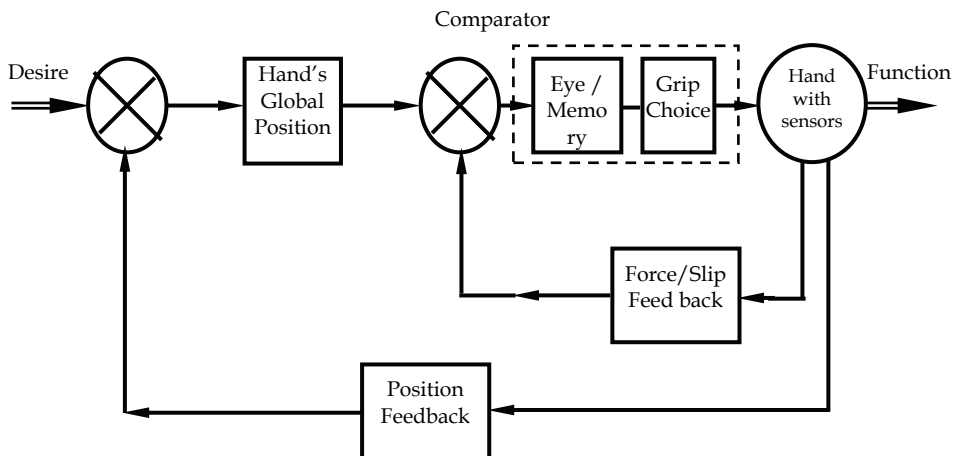 Comparator
Desire
Hand's
Global
Position
Eye /
Memo
ry
Grip
Choice
Hand
with
sensors
Function
Force/Slip
Feed back
Position
Feedback